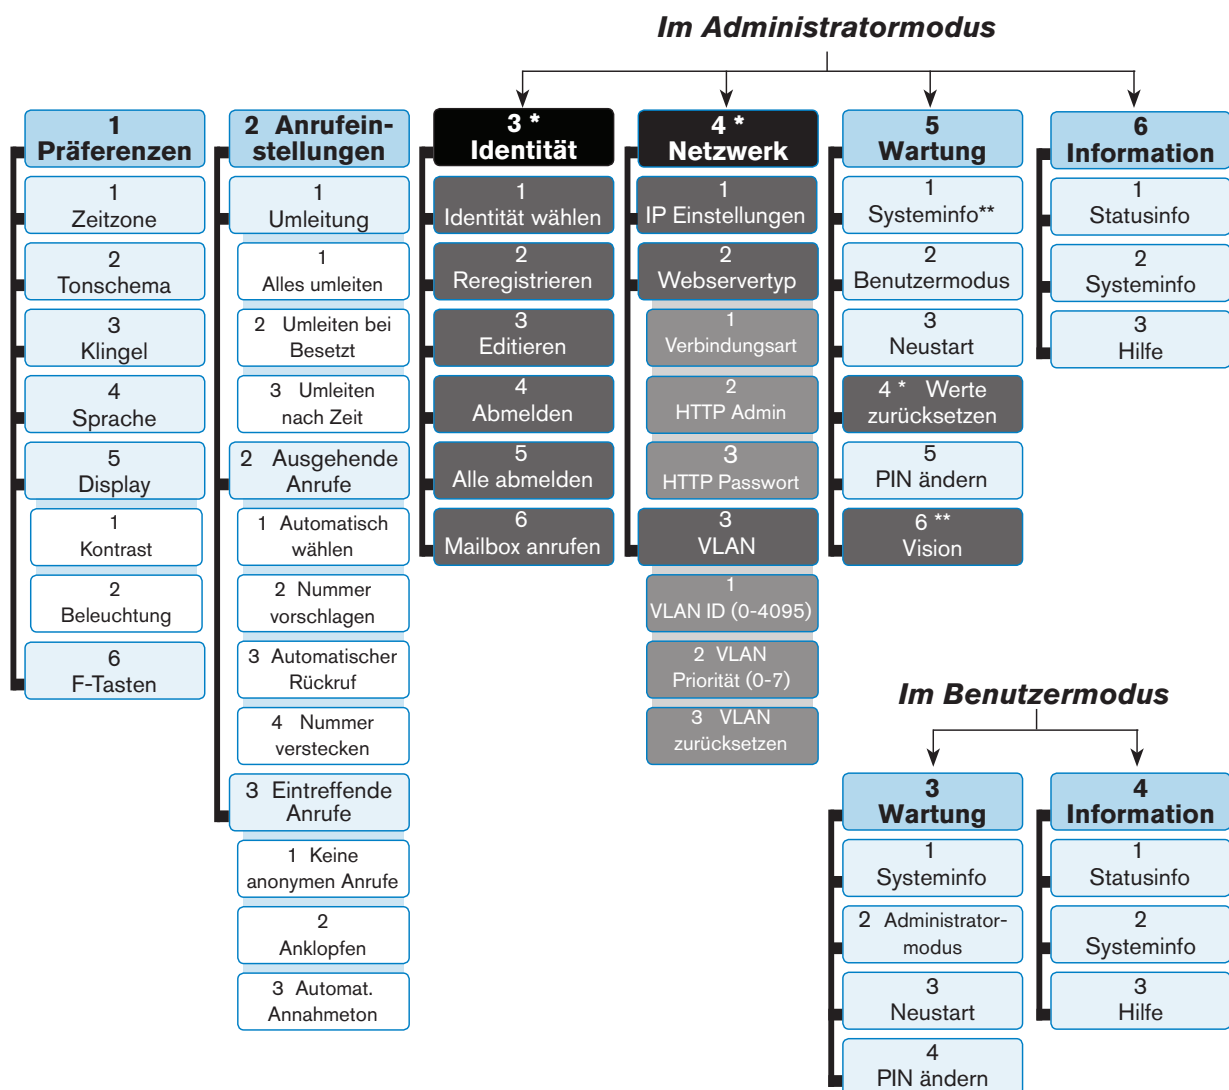 Im Administratormodus
1
Präferenzen
1
Zeitzone
2
Tonschema
3
Klingel
4
Sprache
5
Display
1
Kontrast
2
Beleuchtung
6
F-Tasten
2 Anrufein-
stellungen
1
Umleitung
1
Alles umleiten
2 Umleiten bei
Besetzt
3 Umleiten
nach Zeit
2 Ausgehende
Anrufe
1 Automatisch
wählen
2 Nummer
vorschlagen
3 Automatischer
Rückruf
4 Nummer
verstecken
3 Eintreffende
Anrufe
1 Keine
anonymen Anrufe
2
Anklopfen
3 Automat.
Annahmeton
3 *
Identität
1
Identität wählen
2
Reregistrieren
3
Editieren
4
Abmelden
5
Alle abmelden
6
Mailbox anrufen
4 *
Netzwerk
1
IP Einstellungen
2
Webservertyp
1
Verbindungsart
2
HTTP Admin
3
HTTP Passwort
3
VLAN
1
VLAN ID (0-4095)
2 VLAN
Priorität (0-7)
3 VLAN
zurücksetzen
5
Wartung
1
Systeminfo**
2
Benutzermodus
3
Neustart
4 * Werte
zurücksetzen
5
PIN ändern
6 **
Vision
6
Information
1
Statusinfo
2
Systeminfo
3
Hilfe
Im Benutzermodus
3
Wartung
1
Systeminfo
2 Administrator-
modus
3
Neustart
4
PIN ändern
4
Information
1
Statusinfo
2
Systeminfo
3
Hilfe